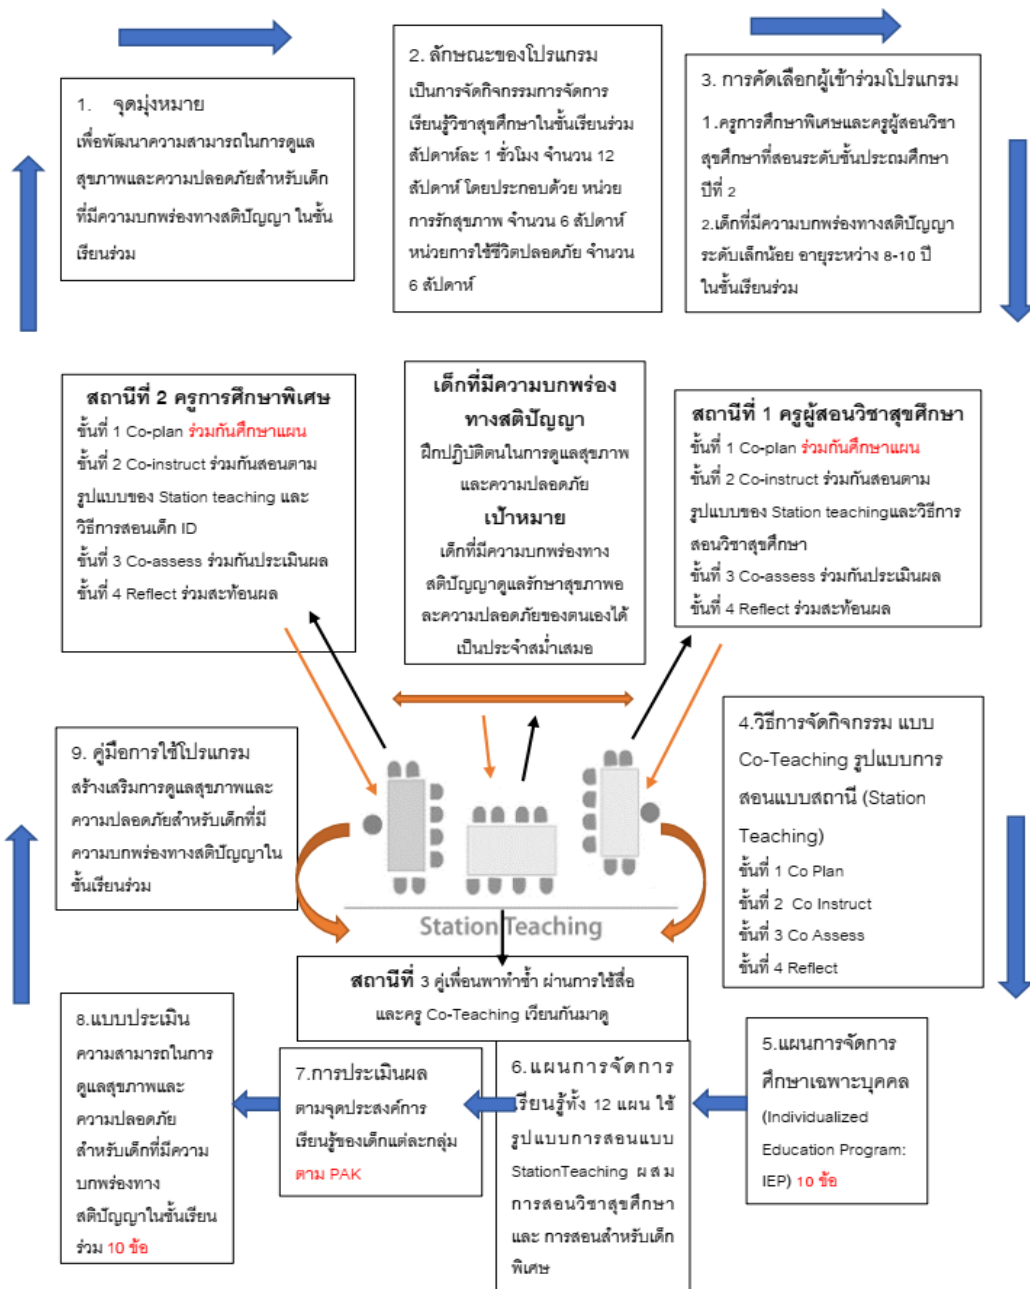 1. จุดมุ่งหมาย
เพื่อพัฒนาความสามารถในการดูแล
สุขภาพและความปลอดภัยสำหรับเด็ก
ที่มีความบกพร่องทางสติปัญญา ในชั้น
เรียนร่วม
2. ลักษณะของโปรแกรม
เป็นการจัดกิจกรรมการจัดการ
เรียนรู้วิชาสุขศึกษาในชั้นเรียนร่วม
สัปดาห์ละ 1 ชั่วโมง จำนวน 12
สัปดาห์ โดยประกอบด้วย หน่วย
การรักสุขภาพ จำนวน 6 สัปดาห์
หน่วยการใช้ชีวิตปลอดภัย จำนวน
6 สัปดาห์
3. การคัดเลือกผู้เข้าร่วมโปรแกรม
1.ครูการศึกษาพิเศษและครูผู้สอนวิชา
สุขศึกษาที่สอนระดับชั้นประถมศึกษา
ปีที่ 2
2.เด็กที่มีความบกพร่องทางสติปัญญา
ระดับเล็กน้อย อายุระหว่าง 8-10 ปี
ในชั้นเรียนร่วม
สถานีที่ 2 ครูการศึกษาพิเศษ
ขั้นที่ 1 Co-plan ร่วมกันศึกษาแผน
ขั้นที่ 2 Co-instruct ร่วมกันสอนตาม
รูปแบบของ Station teaching และ
วิธีการสอนเด็ก ID
ขั้นที่ 3 Co-assess ร่วมกันประเมินผล
ขั้นที่ 4 Reflect ร่วมสะท้อนผล
เด็กที่มีความบกพร่อง
ทางสติปัญญา
ฝึกปฏิบัติตนในการดูแลสุขภาพ
และความปลอดภัย
เป้าหมาย
เด็กที่มีความบกพร่องทาง
สติปัญญาดูแลรักษาสุขภาพอ
ละความปลอดภัยของตนเองได้
เป็นประจำสม่ำเสมอ
สถานีที่ 1 ครูผู้สอนวิชาสุขศึกษา
ขั้นที่ 1 Co-plan ร่วมกันศึกษาแผน
ขั้นที่ 2 Co-instruct ร่วมกันสอนตาม
รูปแบบของ Station teachingและวิธีการ
สอนวิชาสุขศึกษา
ขั้นที่ 3 Co-assess ร่วมกันประเมินผล
ขั้นที่ 4 Reflect ร่วมสะท้อนผล
4.วิธีการจัดกิจกรรม แบบ
Co-Teaching รูปแบบการ
สอนแบบสถานี (Station
Teaching)
ขั้นที่ 1 Co Plan
ขั้นที่ 2 Co Instruct
ขั้นที่ 3 Co Assess
ขั้นที่ 4 Reflect
9. คู่มือการใช้โปรแกรม
สร้างเสริมการดูแลสุขภาพและ
ความปลอดภัยสำหรับเด็กที่มี
ความบกพร่องทางสติปัญญาใน
ชั้นเรียนร่วม
Station Teaching
สถานีที่ 3 คู่เพื่อนพาทำซ้ำ ผ่านการใช้สื่อ
และครู Co-Teaching เวียนกันมาดู
5.แผนการจัดการ
ศึกษาเฉพาะบุคคล
(Individualized
Education Program:
IEP) 10 ข้อ
6.แผนการจัดการ
เรียนรู้ทั้ง 12 แผน ใช้
รูปแบบการสอนแบบ
StationTeaching ผสม
การสอนวิชาสุขศึกษา
และ การสอนสำหรับเด็ก
พิเศษ
7.การประเมินผล
ตามจุดประสงค์การ
เรียนรู้ของเด็กแต่ละกลุ่ม
ตาม PAK
8.แบบประเมิน
ความสามารถในการ
ดูแลสุขภาพและ
ความปลอดภัย
สำหรับเด็กที่มีความ
บกพร่องทาง
สติปัญญาในชั้นเรียน
ร่วม 10 ข้อ